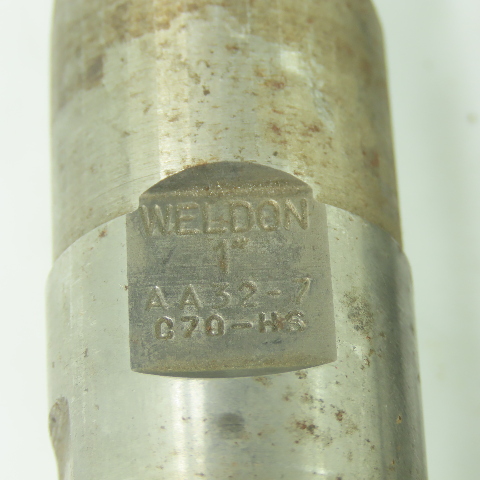 WELDON
1"
AA32-7
C70-HS